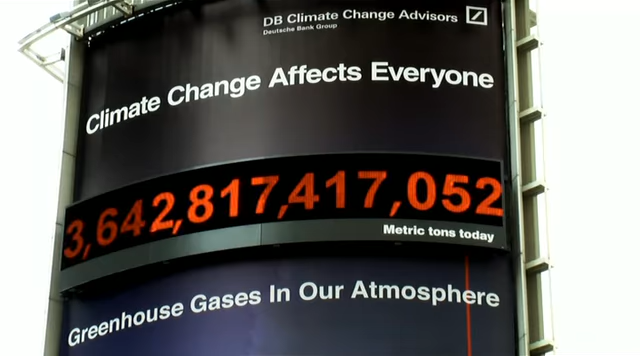 DB Climate Change Advisors
Deutsche Bank Group
Climate Change Affects Everyone
3,642,817,417,052
Metric tons today
Greenhouse Gases In Our Atmosphere